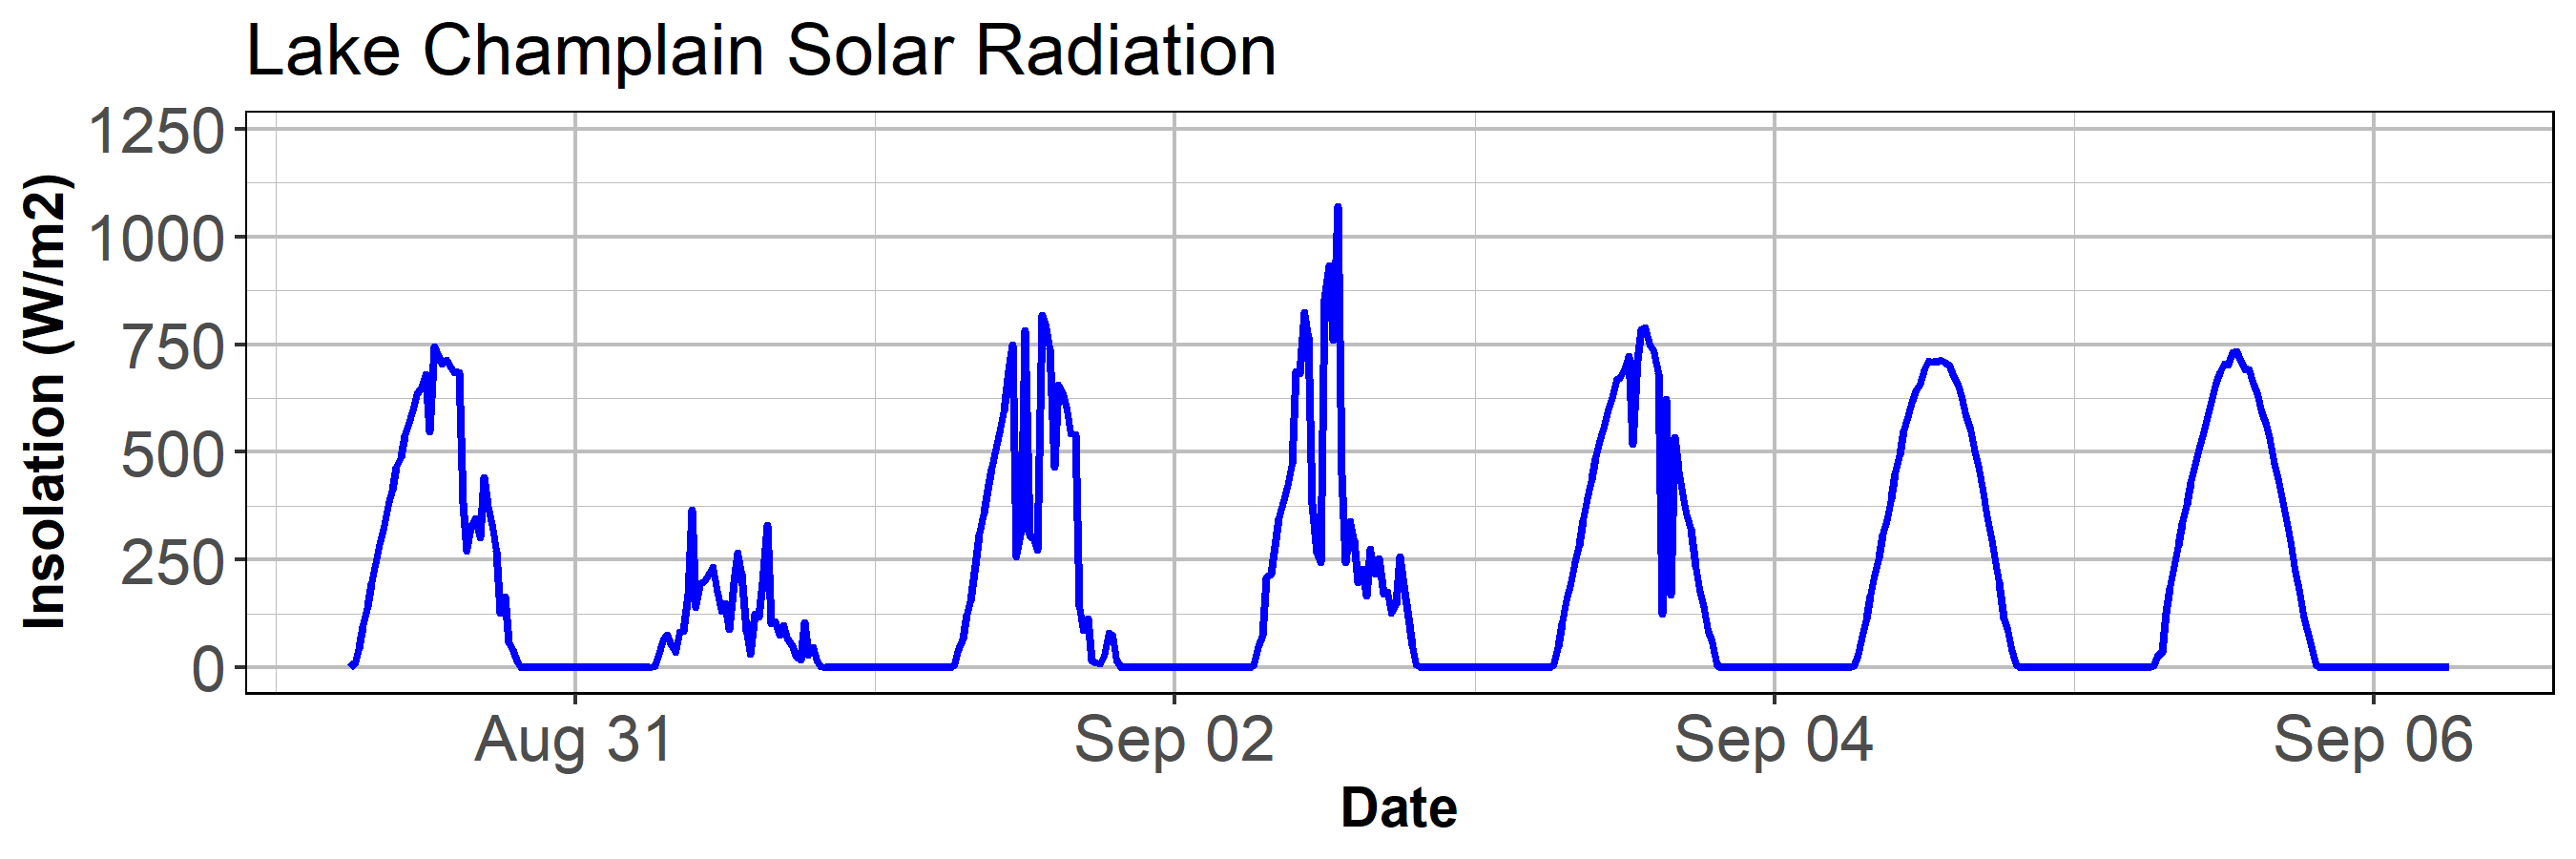 Lake Champlain Solar Radiation
Insolation (W/m2)
1250
1000
750
500
250
0
Aug 31 Sep 02 Sep 04 Sep 06
Date